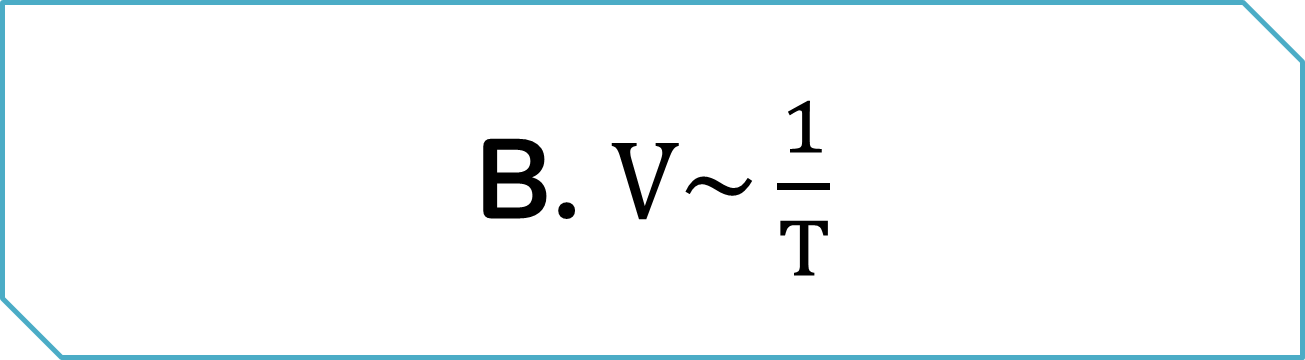 B. V~ 1/T